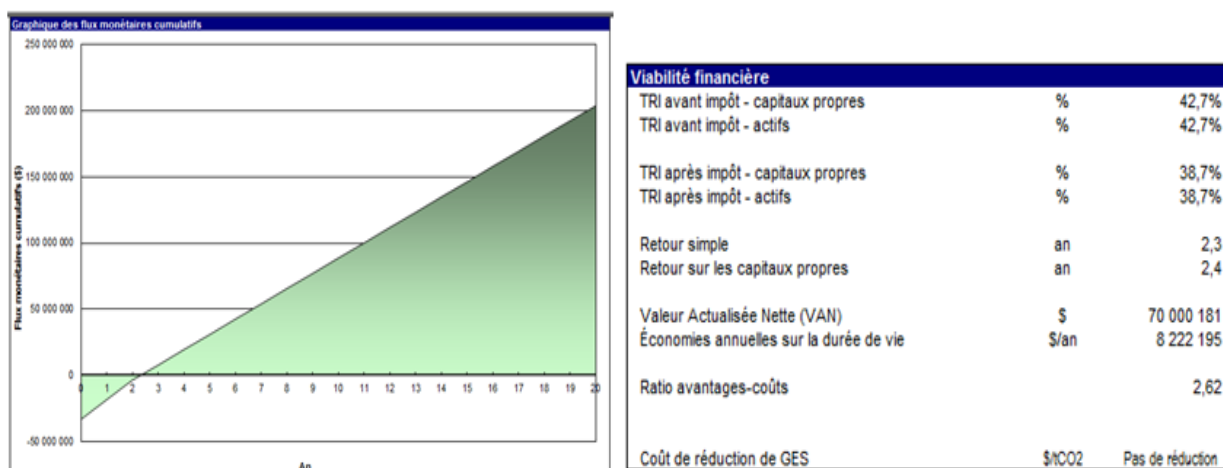 Graphique des flux monétaires cumulatifs
250 000 000
200 000 000
150 000 000
100 000 000
50 000 000
0
-50 000 000
Flux monétaires cumulatifs ($)
0 1 2 3 4 5 6 7 8 9 10 11 12 13 14 15 16 17 18 19 20
An
Viabilité financière
TRI avant impôt - capitaux propres % 42,7%
TRI avant impôt - actifs % 42,7%
TRI après impôt - capitaux propres % 38,7%
TRI après impôt - actifs % 38,7%
Retour simple an 2,3
Retour sur les capitaux propres an 2,4
Valeur Actualisée Nette (VAN) $ 70 000 181
Économies annuelles sur la durée de vie $/an 8 222 195
Ratio avantages-coûts 2,62
Coût de réduction de GES $/tCO2 Pas de réduction